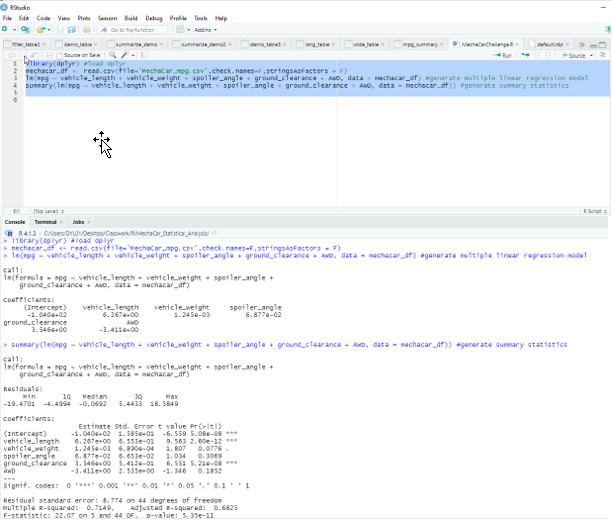 RStudio
File Edit Code View Plots Session Build Debug Profile Tools Help
Go to file/function Addins
filter_table2 demo_table summarize_demo summarize_demo2 demo_table3 long_table wide_table mpg_summary MechaCarChallenge.R default.rdp
Source on Save Run Source
1 library(dplyr) #load dplyr
2 mechacar_df <- read.csv(file='MechaCar_mpg.csv',check.names=F,stringsAsFactors = F)
3 lm(mpg ~ vehicle_length + vehicle_weight + spoiler_angle + ground_clearance + AWD, data = mechacar_df) #generate multiple linear regression model
4 summary(lm(mpg ~ vehicle_length + vehicle_weight + spoiler_angle + ground_clearance + AWD, data = mechacar_df)) #generate summary statistics
5
6
6:1 (Top Level) R Script
Console Terminal Jobs
R 4.1.3 · C:/Users/DYL01/Desktop/Classwork/R/MechaCar_Statistical_Analysis/
> library(dplyr) #load dplyr
> mechacar_df <- read.csv(file='MechaCar_mpg.csv',check.names=F,stringsAsFactors = F)
> lm(mpg ~ vehicle_length + vehicle_weight + spoiler_angle + ground_clearance + AWD, data = mechacar_df) #generate multiple linear regression model
Call:
lm(formula = mpg ~ vehicle_length + vehicle_weight + spoiler_angle +
ground_clearance + AWD, data = mechacar_df)
Coefficients:
(Intercept) vehicle_length vehicle_weight spoiler_angle
-1.040e+02 6.267e+00 1.245e-03 6.877e-02
ground_clearance AWD
3.546e+00 -3.411e+00
> summary(lm(mpg ~ vehicle_length + vehicle_weight + spoiler_angle + ground_clearance + AWD, data = mechacar_df)) #generate summary statistics
Call:
lm(formula = mpg ~ vehicle_length + vehicle_weight + spoiler_angle +
ground_clearance + AWD, data = mechacar_df)
Residuals:
Min 1Q Median 3Q Max
-19.4701 -4.4994 -0.0692 5.4433 18.5849
Coefficients:
Estimate Std. Error t value Pr(>|t|)
(Intercept) -1.040e+02 1.585e+01 -6.559 5.08e-08 ***
vehicle_length 6.267e+00 6.553e-01 9.563 2.60e-12 ***
vehicle_weight 1.245e-03 6.890e-04 1.807 0.0776 .
spoiler_angle 6.877e-02 6.653e-02 1.034 0.3069
ground_clearance 3.546e+00 5.412e-01 6.551 5.21e-08 ***
AWD -3.411e+00 2.535e+00 -1.346 0.1852
---
Signif. codes: 0 '***' 0.001 '**' 0.01 '*' 0.05 '.' 0.1 ' ' 1
Residual standard error: 8.774 on 44 degrees of freedom
Multiple R-squared: 0.7149, Adjusted R-squared: 0.6825
F-statistic: 22.07 on 5 and 44 DF, p-value: 5.35e-11